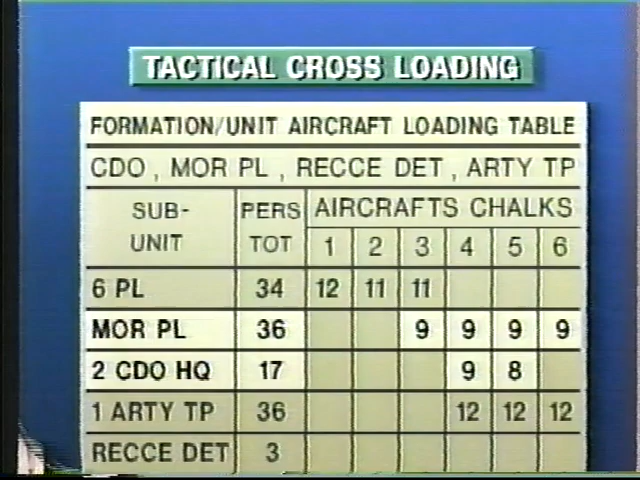 TACTICAL CROSS LOADING
FORMATION/UNIT AIRCRAFT LOADING TABLE
CDO , MOR PL , RECCE DET , ARTY TP
SUB-UNIT PERS TOT AIRCRAFTS CHALKS
1 2 3 4 5 6
6 PL 34 12 11 11
MOR PL 36 9 9 9 9
2 CDO HQ 17 9 8
1 ARTY TP 36 12 12 12
RECCE DET 3